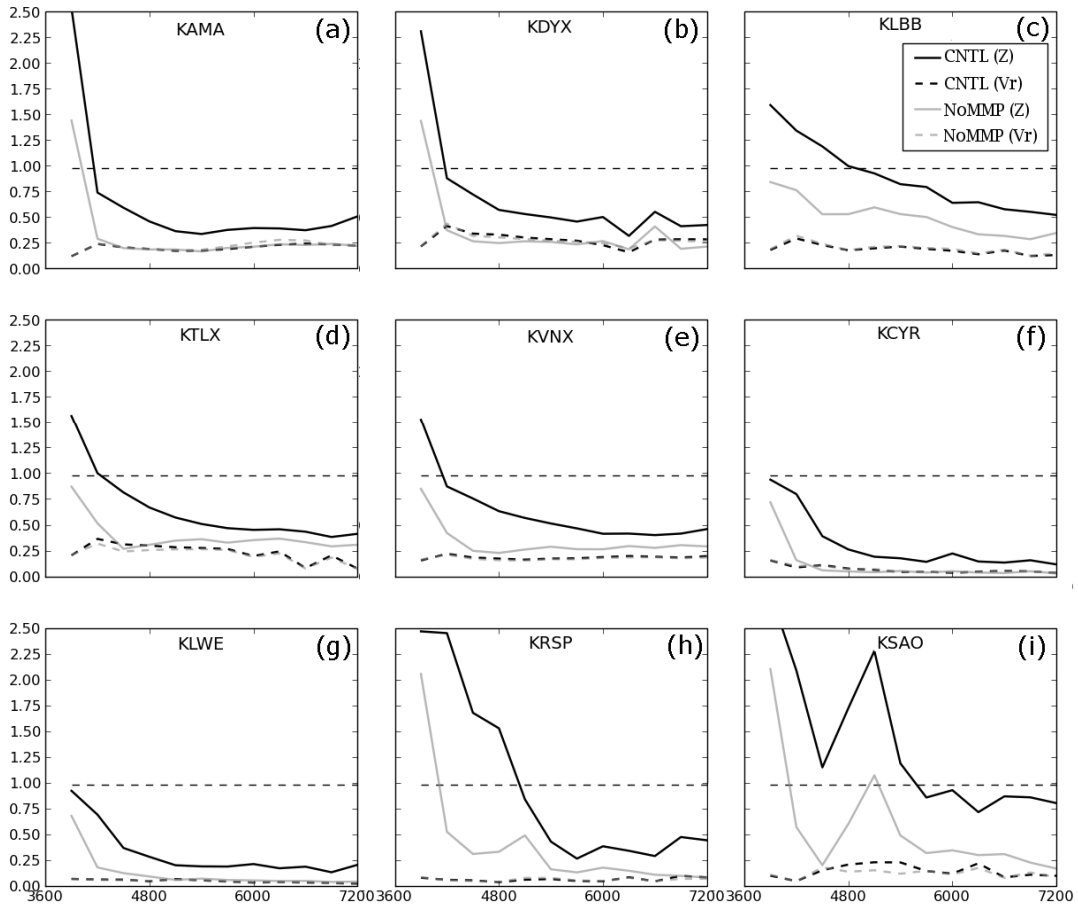 2.50
2.25
2.00
1.75
1.50
1.25
1.00
0.75
0.50
0.25
0.00
KAMA
(a)
KDYX
(b)
KLBB
(c)
CNTL (Z)
CNTL (Vr)
NoMMP (Z)
NoMMP (Vr)
2.50
2.25
2.00
1.75
1.50
1.25
1.00
0.75
0.50
0.25
0.00
KTLX
(d)
KVNX
(e)
KCYR
(f)
2.50
2.25
2.00
1.75
1.50
1.25
1.00
0.75
0.50
0.25
0.00
KLWE
(g)
KRSP
(h)
KSAO
(i)
3600 4800 6000 7200 3600 4800 6000 7200 3600 4800 6000 7200